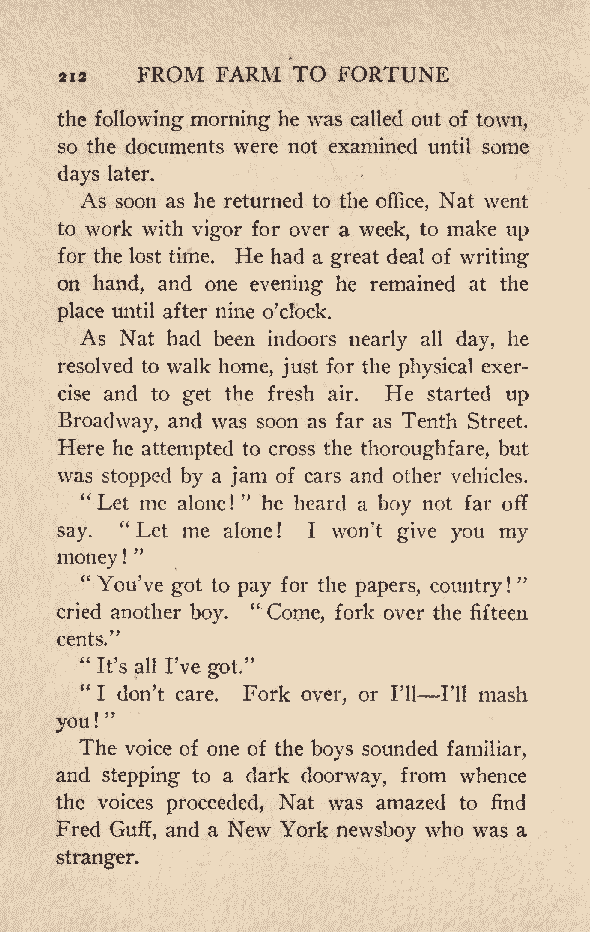 212 FROM FARM TO FORTUNE
the following morning he was called out of town,
so the documents were not examined until some
days later.
As soon as he returned to the office, Nat went
to work with vigor for over a week, to make up
for the lost time. He had a great deal of writing
on hand, and one evening he remained at the
place until after nine o'clock.
As Nat had been indoors nearly all day, he
resolved to walk home, just for the physical exer-
cise and to get the fresh air. He started up
Broadway, and was soon as far as Tenth Street.
Here he attempted to cross the thoroughfare, but
was stopped by a jam of cars and other vehicles.
“Let me alone!” he heard a boy not far off
say. “Let me alone! I won't give you my
money!”
“You've got to pay for the papers, country!”
cried another boy. “Come, fork over the fifteen
cents.”
“It's all I've got.”
“I don't care. Fork over, or I'll—I'll mash
you!”
The voice of one of the boys sounded familiar,
and stepping to a dark doorway, from whence
the voices proceeded, Nat was amazed to find
Fred Guff, and a New York newsboy who was a
stranger.